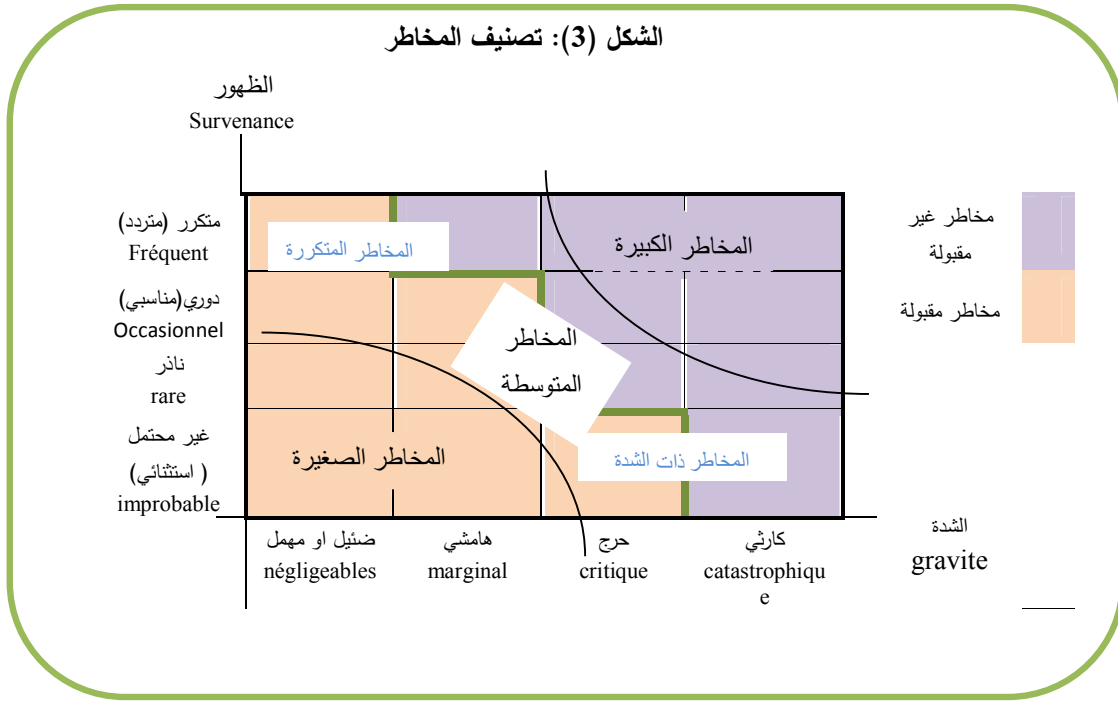 الشكل (3): تصنيف المخاطر
الظهور
Survenance
متكرر (متردد)
Fréquent
دوري(مناسبي)
Occasionnel
ناذر
rare
غير محتمل
( استثنائي)
improbable
المخاطر المتكررة
المخاطر الكبيرة
المخاطر
المتوسطة
المخاطر الصغيرة
المخاطر ذات الشدة
مخاطر غير
مقبولة
مخاطر مقبولة
ضئيل او مهمل
négligeables
هامشي
marginal
حرج
critique
كارثي
catastrophiqu
e
الشدة
gravite